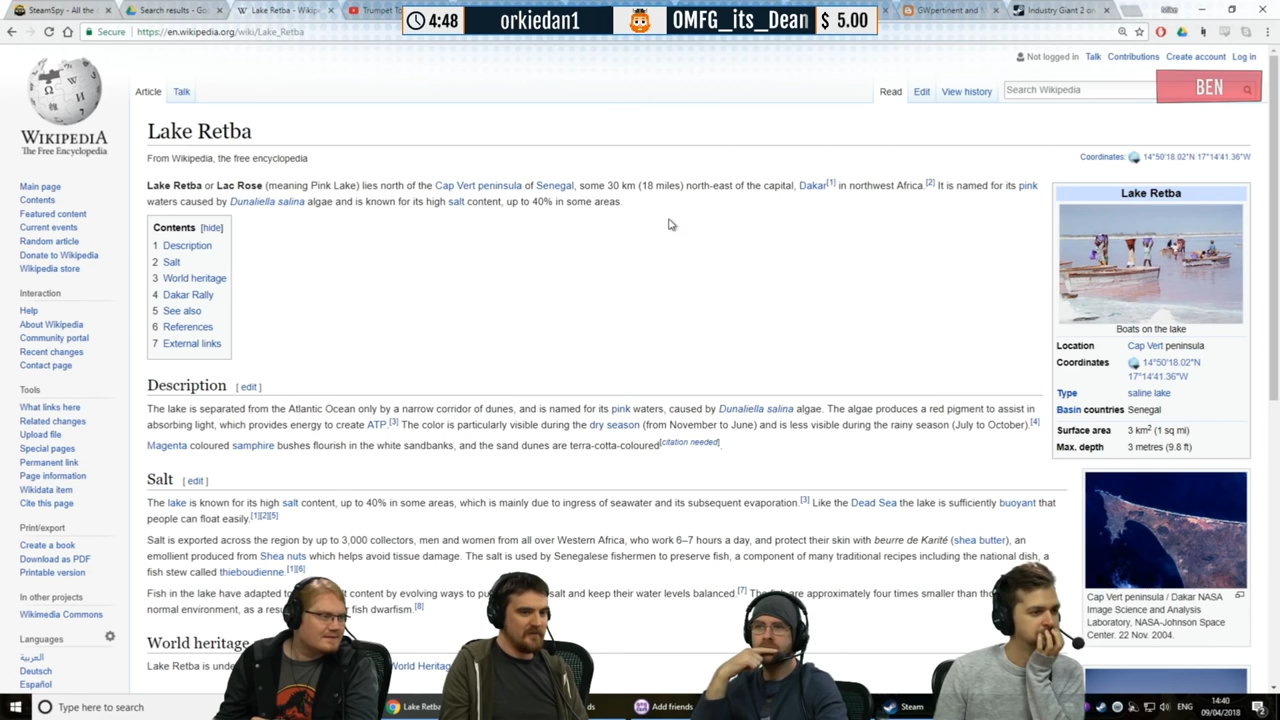 SteamSpy - All the
Search results - Go
Lake Retba - Wikip
Trumpet To
GWpertinent and
Industry Giant 2 on
Mike
4:48
orkiedan1
OMFG_its_Dean
$ 5.00
Secure
https://en.wikipedia.org/wiki/Lake_Retba
Not logged in Talk Contributions Create account Log in
Article Talk
Read Edit View history
Search Wikipedia
BEN
WIKIPEDIA
The Free Encyclopedia
Main page
Contents
Featured content
Current events
Random article
Donate to Wikipedia
Wikipedia store
Interaction
Help
About Wikipedia
Community portal
Recent changes
Contact page
Tools
What links here
Related changes
Upload file
Special pages
Permanent link
Page information
Wikidata item
Cite this page
Print/export
Create a book
Download as PDF
Printable version
In other projects
Wikimedia Commons
Languages
العربية
Deutsch
Español
Lake Retba
From Wikipedia, the free encyclopedia
Coordinates: 14°50′18.02″N 17°14′41.36″W
Lake Retba or Lac Rose (meaning Pink Lake) lies north of the Cap Vert peninsula of Senegal, some 30 km (18 miles) north-east of the capital, Dakar[1] in northwest Africa.[2] It is named for its pink
waters caused by Dunaliella salina algae and is known for its high salt content, up to 40% in some areas.
Contents [hide]
1 Description
2 Salt
3 World heritage
4 Dakar Rally
5 See also
6 References
7 External links
Description [ edit ]
The lake is separated from the Atlantic Ocean only by a narrow corridor of dunes, and is named for its pink waters, caused by Dunaliella salina algae. The algae produces a red pigment to assist in
absorbing light, which provides energy to create ATP.[3] The color is particularly visible during the dry season (from November to June) and is less visible during the rainy season (July to October).[4]
Magenta coloured samphire bushes flourish in the white sandbanks, and the sand dunes are terra-cotta-coloured[citation needed].
Salt [ edit ]
The lake is known for its high salt content, up to 40% in some areas, which is mainly due to ingress of seawater and its subsequent evaporation.[3] Like the Dead Sea the lake is sufficiently buoyant that
people can float easily.[1][2][5]
Salt is exported across the region by up to 3,000 collectors, men and women from all over Western Africa, who work 6–7 hours a day, and protect their skin with beurre de Karité (shea butter), an
emollient produced from Shea nuts which helps avoid tissue damage. The salt is used by Senegalese fishermen to preserve fish, a component of many traditional recipes including the national dish, a
fish stew called thieboudienne.[1][6]
Fish in the lake have adapted to salt content by evolving ways to pu salt and keep their water levels balanced.[7] The are approximately four times smaller than
normal environment, as a resu fish dwarfism.[8]
World heritage
Lake Retba is unde World Herita
Lake Retba
Boats on the lake
Location Cap Vert peninsula
Coordinates 14°50′18.02″N
17°14′41.36″W
Type saline lake
Basin countries Senegal
Surface area 3 km2 (1 sq mi)
Max. depth 3 metres (9.8 ft)
Cap Vert peninsula / Dakar NASA
Image Science and Analysis
Laboratory, NASA-Johnson Space
Center. 22 Nov. 2004.
Type here to search
Lake Retba
Add friends
Steam
14:40
09/04/2018